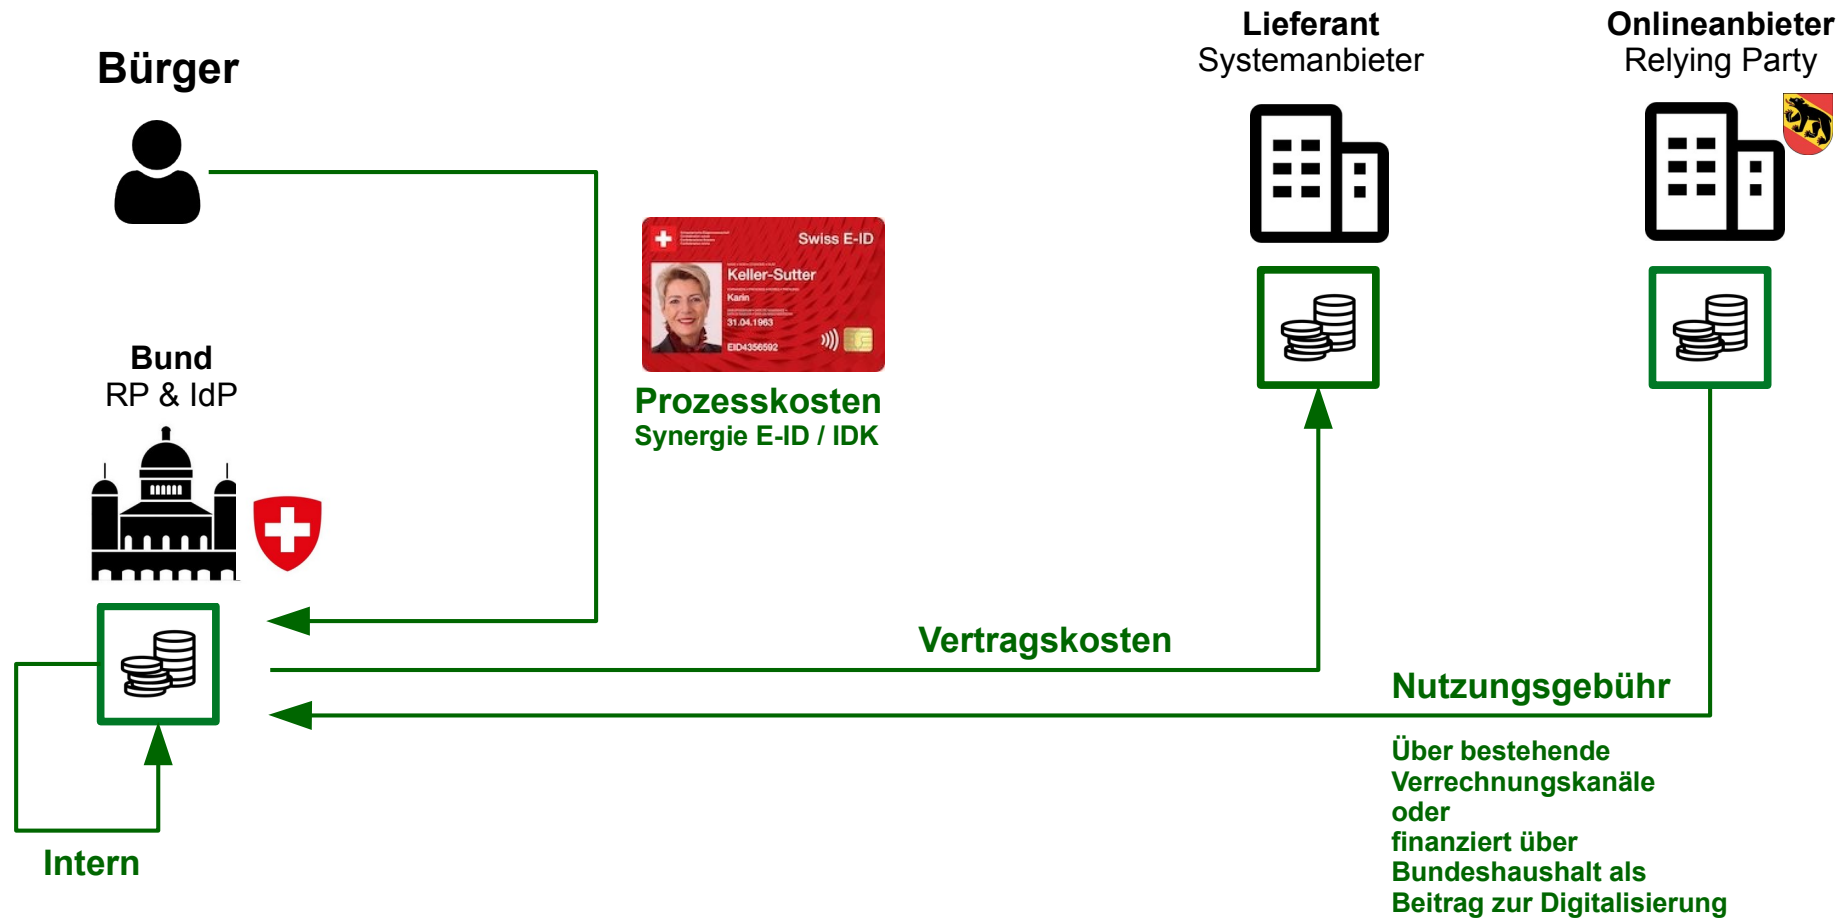 Bürger
Lieferant
Systemanbieter
Onlineanbieter
Relying Party
Swiss E-ID
Keller-Sutter
Karin
31.04.1963
EID4356592
Bund
RP & IdP
Prozesskosten
Synergie E-ID / IDK
Vertragskosten
Nutzungsgebühr
Über bestehende
Verrechnungskanäle
oder
finanziert über
Bundeshaushalt als
Beitrag zur Digitalisierung
Intern